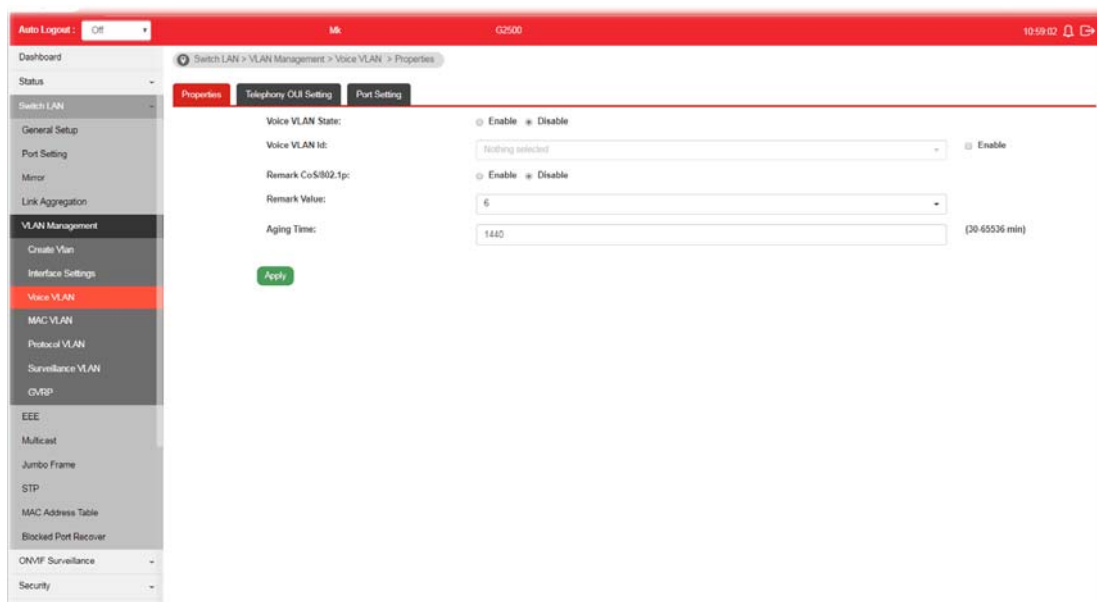 Auto Logout : Off Mk G2500 10:59:02
Dashboard
Status
Switch LAN
General Setup
Port Setting
Mirror
Link Aggregation
VLAN Management
Create Vlan
Interface Settings
Voice VLAN
MAC VLAN
Protocol VLAN
Surveillance VLAN
GVRP
EEE
Multicast
Jumbo Frame
STP
MAC Address Table
Blocked Port Recover
ONVIF Surveillance
Security
Switch LAN > VLAN Management > Voice VLAN > Properties
Properties Telephony OUI Setting Port Setting
Voice VLAN State: Enable Disable
Voice VLAN Id: Nothing selected Enable
Remark CoS/802.1p: Enable Disable
Remark Value: 6
Aging Time: 1440 (30-65536 min)
Apply